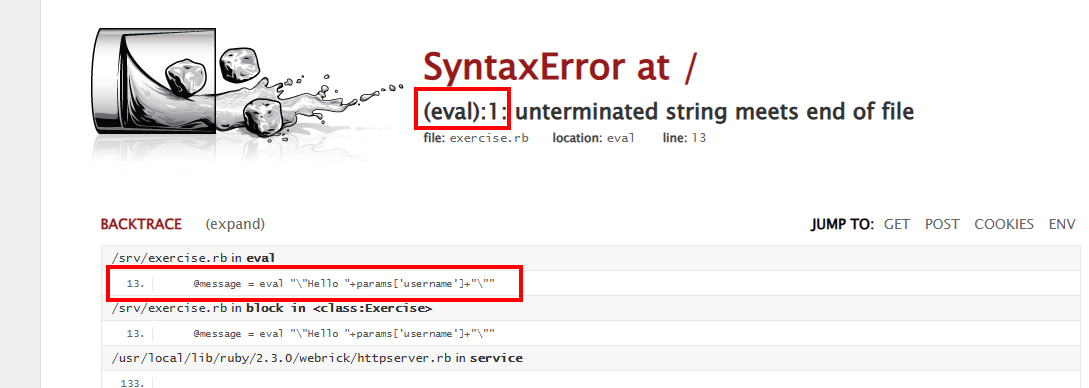 SyntaxError at /
(eval):1: unterminated string meets end of file
file: exercise.rb location: eval line: 13
BACKTRACE (expand) JUMP TO: GET POST COOKIES ENV
/srv/exercise.rb in eval
13. @message = eval "\"Hello "+params['username']+"\""
/srv/exercise.rb in block in <class:Exercise>
13. @message = eval "\"Hello "+params['username']+"\""
/usr/local/lib/ruby/2.3.0/webrick/httpserver.rb in service
133.